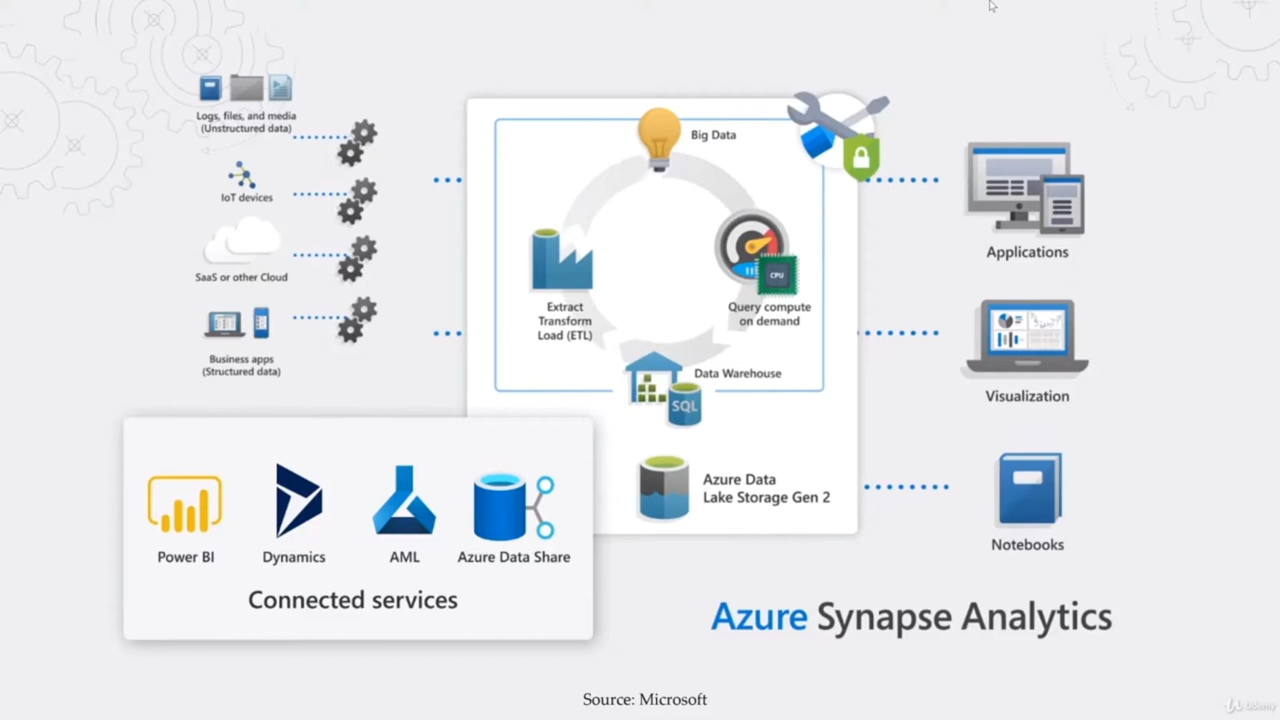 Logs, files, and media
(Unstructured data)
IoT devices
SaaS or other Cloud
Business apps
(Structured data)
Big Data
Extract
Transform
Load (ETL)
CPU
Query compute
on demand
Data Warehouse
SQL
Azure Data
Lake Storage Gen 2
Applications
Visualization
Notebooks
Power BI
Dynamics
AML
Azure Data Share
Connected services
Azure Synapse Analytics
Source: Microsoft
Udemy